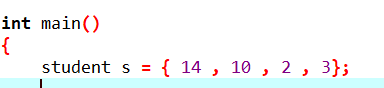 int main()
{
student s = { 14 , 10 , 2 , 3};